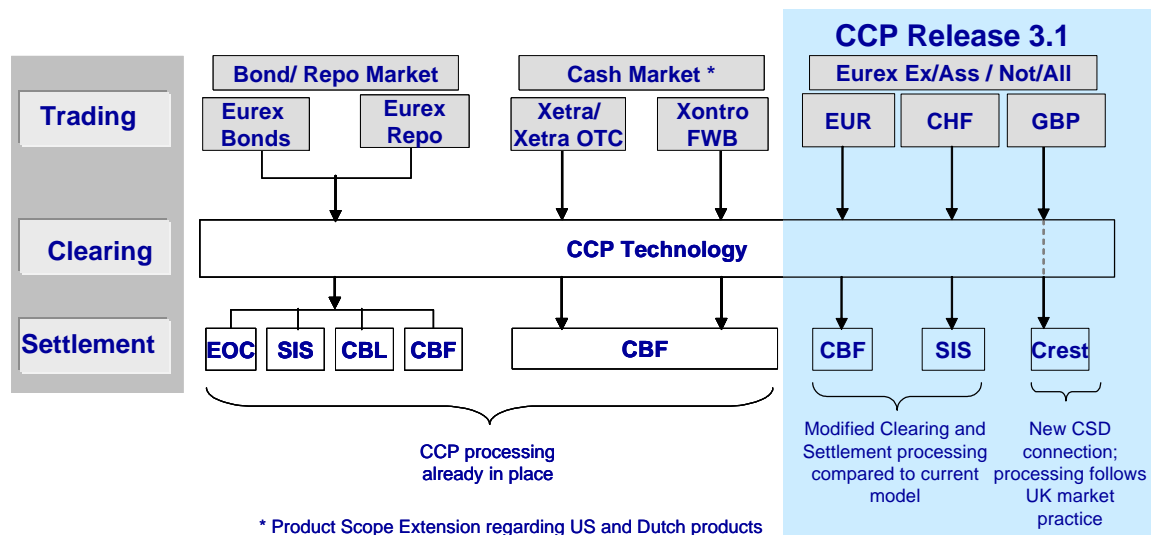 CCP Release 3.1
Bond/ Repo Market
Cash Market *
Eurex Ex/Ass / Not/All
Trading
Eurex
Bonds
Eurex
Repo
Xetra/
Xetra OTC
Xontro
FWB
EUR
CHF
GBP
Clearing
CCP Technology
Settlement
EOC
SIS
CBL
CBF
CBF
CBF
SIS
Crest
CCP processing
already in place
Modified Clearing and
Settlement processing
compared to current
model
New CSD
connection;
processing follows
UK market
practice
* Product Scope Extension regarding US and Dutch products